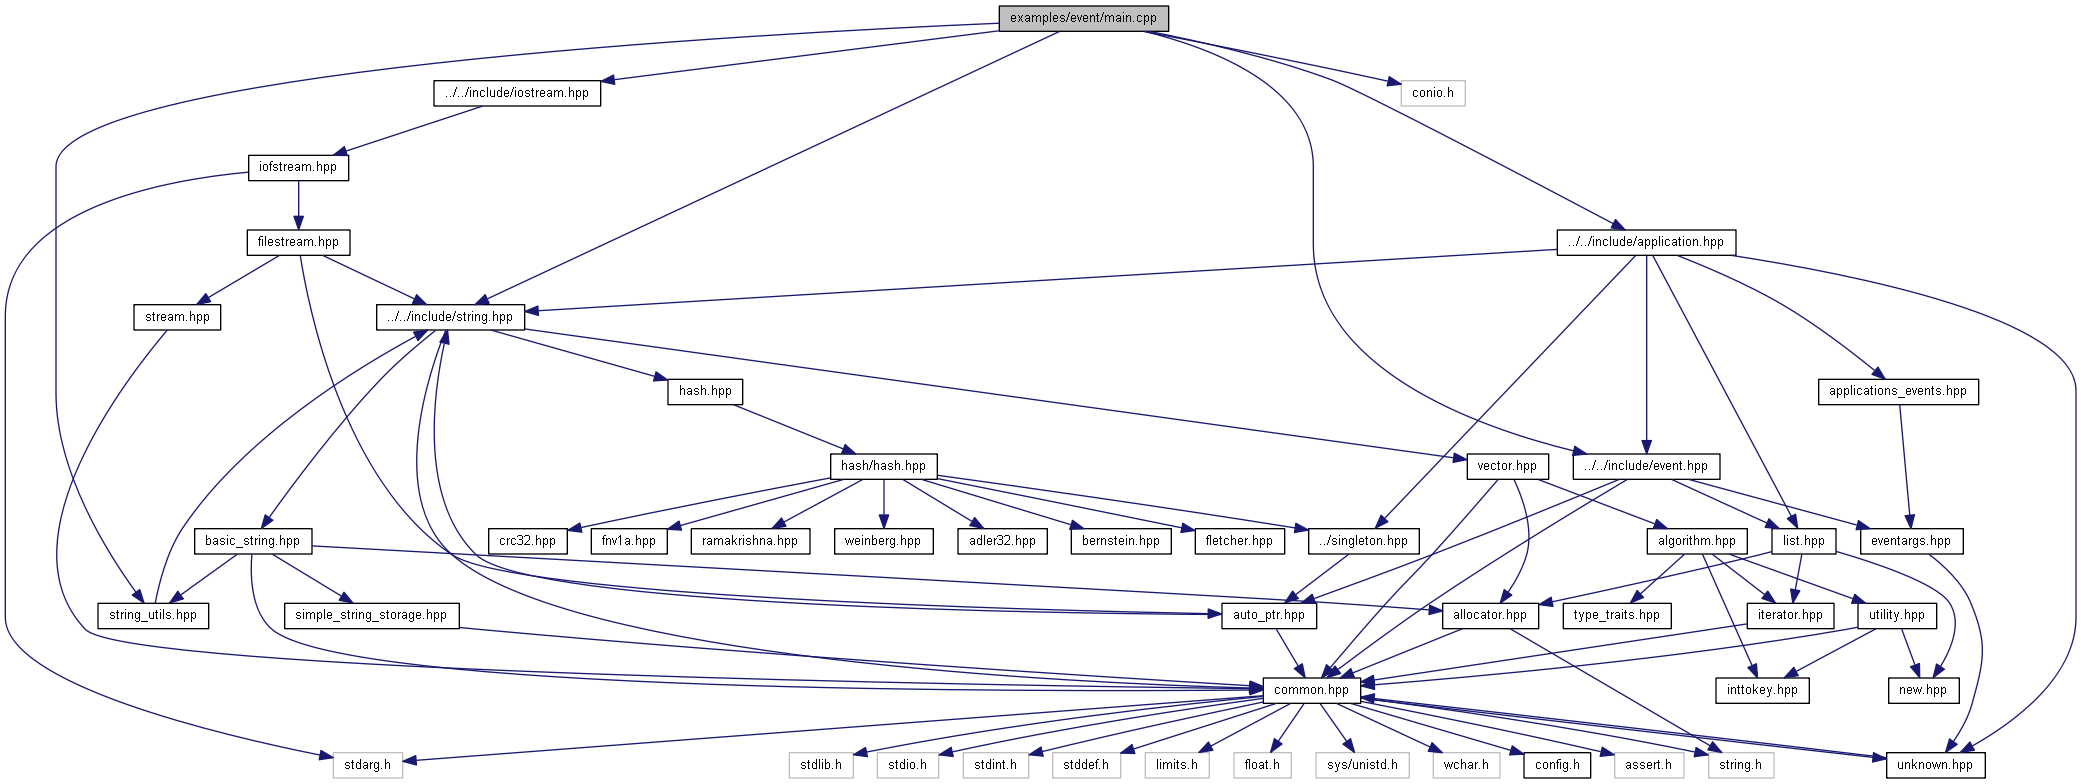 examples/event/main.cpp
../../include/iostream.hpp
conio.h
iofstream.hpp
filestream.hpp
../../include/application.hpp
stream.hpp
../../include/string.hpp
hash.hpp
applications_events.hpp
hash/hash.hpp
vector.hpp
../../include/event.hpp
basic_string.hpp
crc32.hpp
fnv1a.hpp
ramakrishna.hpp
weinberg.hpp
adler32.hpp
bernstein.hpp
fletcher.hpp
../singleton.hpp
algorithm.hpp
list.hpp
eventargs.hpp
string_utils.hpp
simple_string_storage.hpp
auto_ptr.hpp
allocator.hpp
type_traits.hpp
iterator.hpp
utility.hpp
common.hpp
inttokey.hpp
new.hpp
stdarg.h
stdlib.h
stdio.h
stdint.h
stddef.h
limits.h
float.h
sys/unistd.h
wchar.h
config.h
assert.h
string.h
unknown.hpp